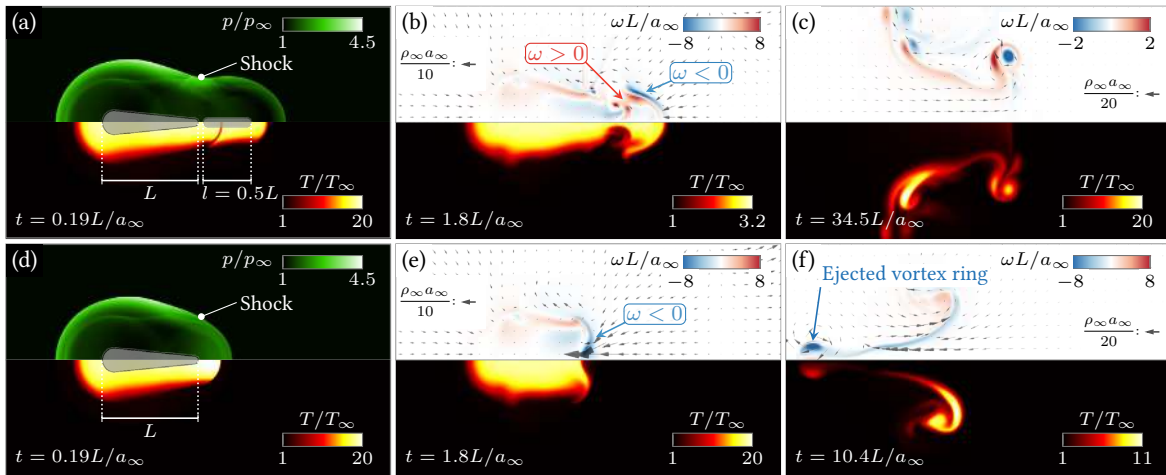 (a)
p/p∞
1 4.5
Shock
L
l = 0.5L
T/T∞
t = 0.19L/a∞
1 20
(b)
ωL/a∞
−8 8
ρ∞a∞/10 :
ω > 0
ω < 0
T/T∞
t = 1.8L/a∞
1 3.2
(c)
ωL/a∞
−2 2
ρ∞a∞/20 :
T/T∞
t = 34.5L/a∞
1 20
(d)
p/p∞
1 4.5
Shock
L
T/T∞
t = 0.19L/a∞
1 20
(e)
ωL/a∞
−8 8
ρ∞a∞/10 :
ω < 0
T/T∞
t = 1.8L/a∞
1 20
(f)
ωL/a∞
−8 8
Ejected vortex ring
ρ∞a∞/20 :
T/T∞
t = 10.4L/a∞
1 11